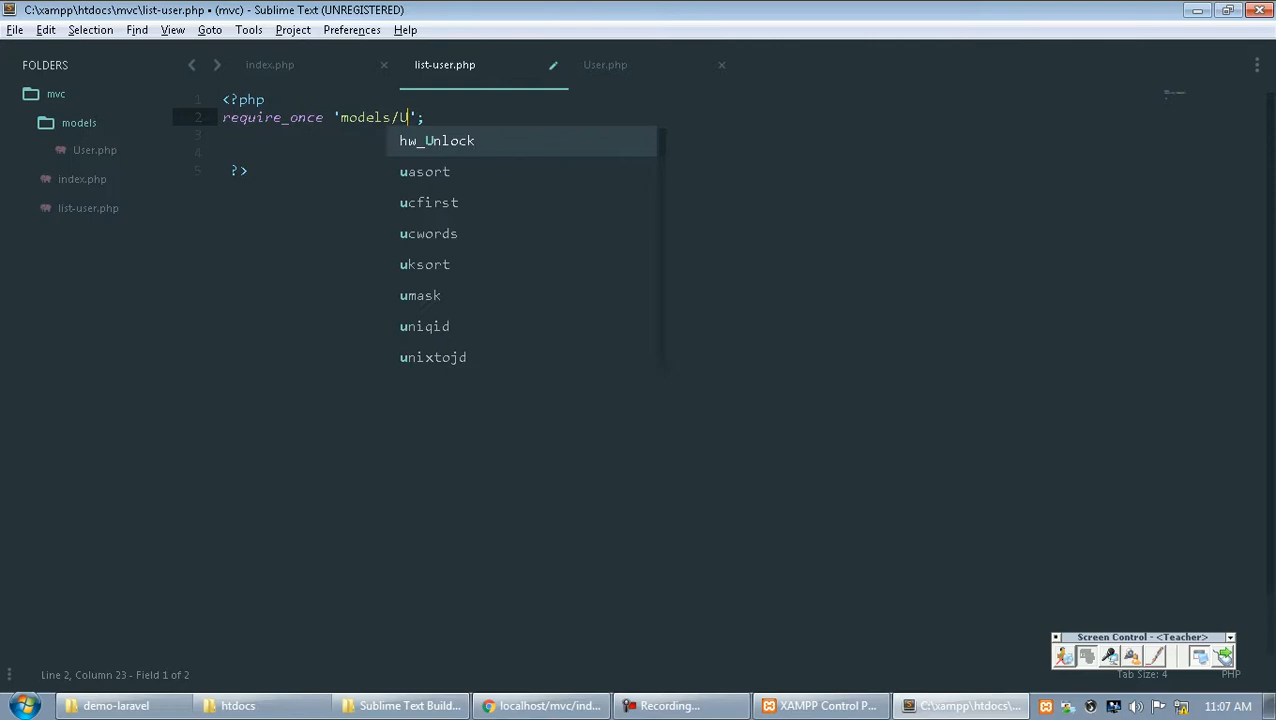 C:\xampp\htdocs\mvc\list-user.php • (mvc) - Sublime Text (UNREGISTERED)
File Edit Selection Find View Goto Tools Project Preferences Help
FOLDERS
mvc
models
User.php
index.php
list-user.php
index.php list-user.php User.php
1 <?php
2 require_once 'models/U';
3
4
5 ?>
hw_Unlock
uasort
ucfirst
ucwords
uksort
umask
uniqid
unixtojd
Screen Control - <Teacher>
Line 2, Column 23 - Field 1 of 2
Tab Size: 4 PHP
demo-laravel htdocs Sublime Text Build... localhost/mvc/ind... Recording... XAMPP Control P... C:\xampp\htdocs\... 11:07 AM